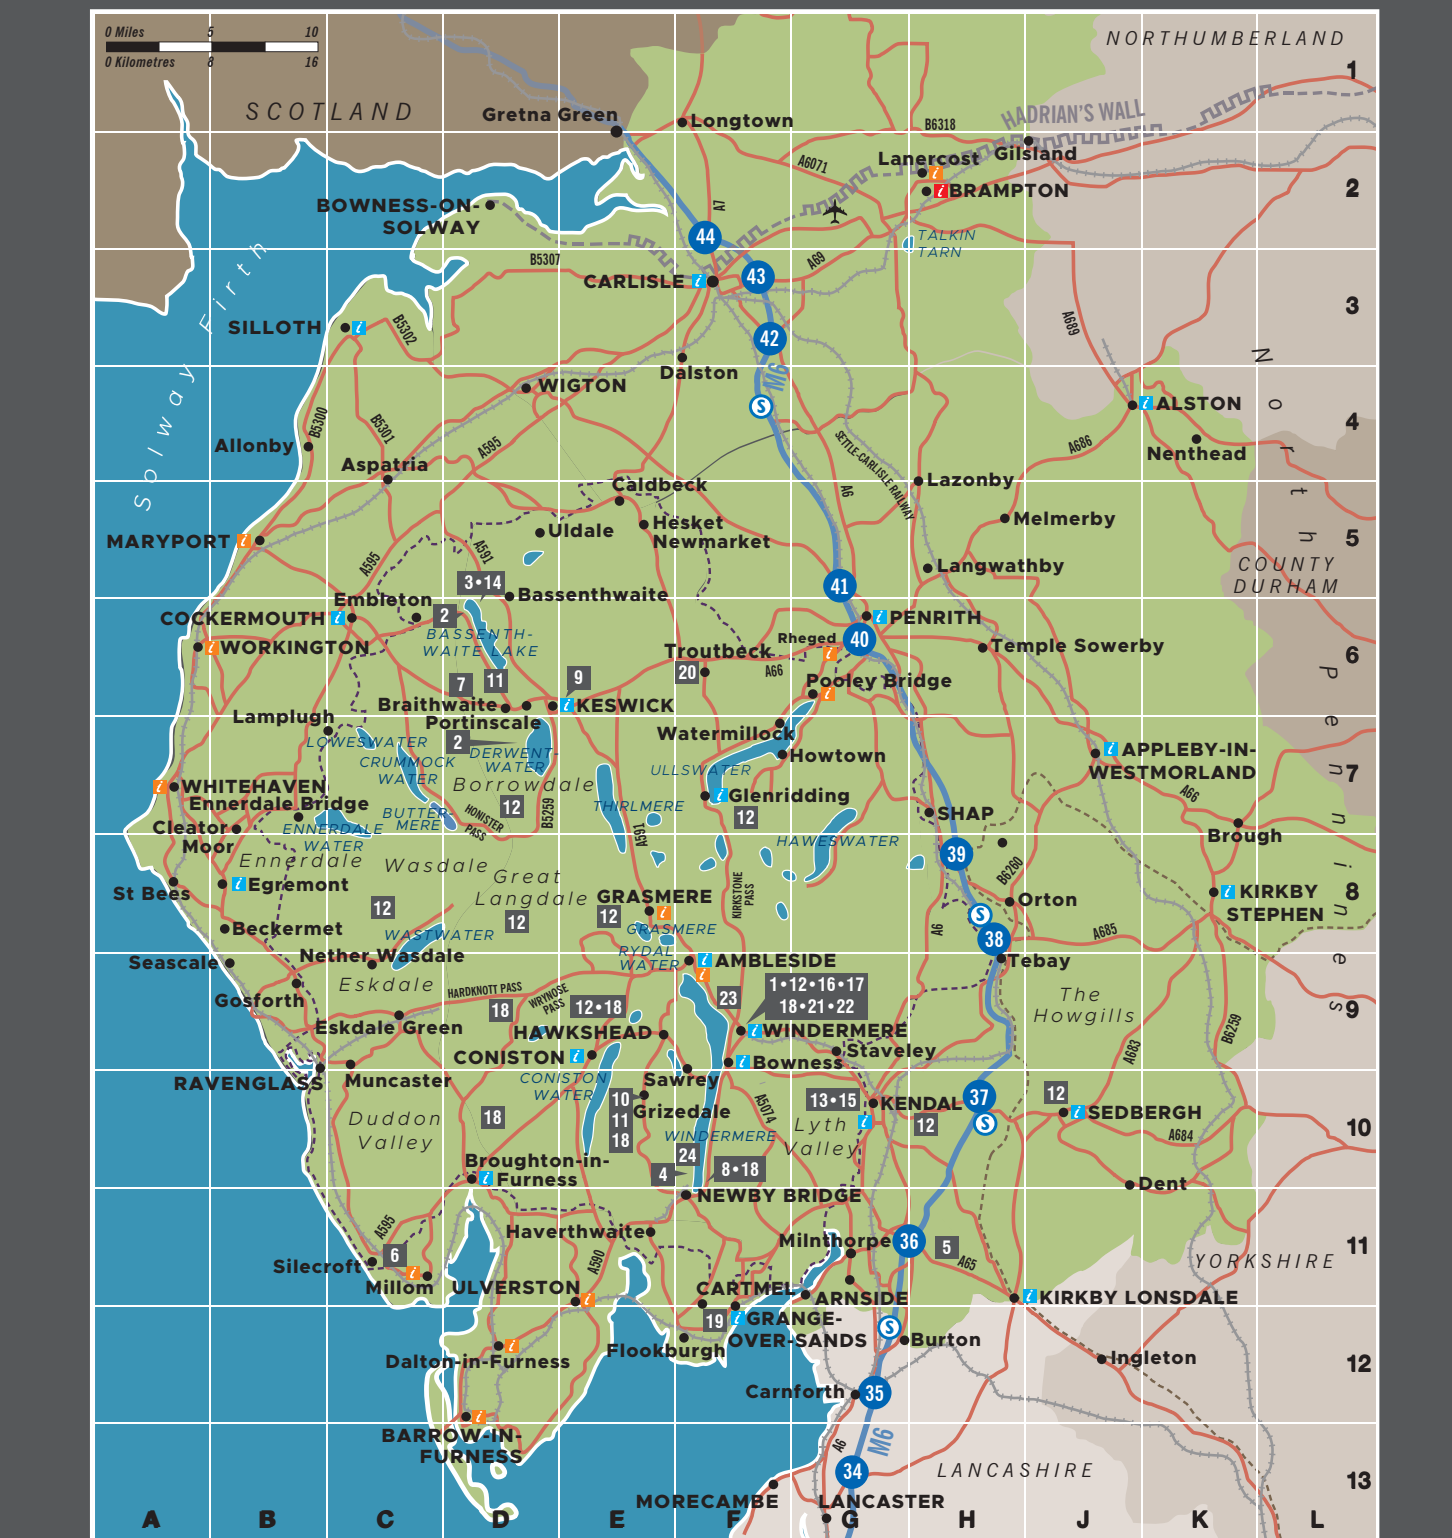 0 Miles 5 10
0 Kilometres 8 16
NORTHUMBERLAND
1
SCOTLAND
Gretna Green
Longtown
HADRIAN'S WALL
B6318
A6071
Lanercost
Gilsland
i BRAMPTON
2
BOWNESS-ON-
SOLWAY
A7
44
TALKIN
TARN
B5307
A69
CARLISLE i
43
3
Solway Firth
SILLOTH i
B5302
42
A689
Dalston
M6
WIGTON
S
i ALSTON
4
B5300
B5301
Allonby
A595
SETTLE-CARLISLE RAILWAY
A686
Nenthead
North Pennines
Aspatria
Caldbeck
A6
Lazonby
Uldale
Hesket
Newmarket
Melmerby
MARYPORT i
5
A595
A591
Langwathby
COUNTY
DURHAM
3•14
41
Embleton
Bassenthwaite
COCKERMOUTH i
2
i PENRITH
BASSENTH-
WAITE LAKE
Rheged
40
i
i WORKINGTON
Troutbeck
Temple Sowerby
6
20
A66
7
11
9
Pooley Bridge
i
Braithwaite
i KESWICK
Portinscale
Lamplugh
LOWESWATER
2
DERWENT-
WATER
Watermillock
Howtown
i APPLEBY-IN-
WESTMORLAND
CRUMMOCK
WATER
ULLSWATER
7
i WHITEHAVEN
Borrowdale
A66
Ennerdale Bridge
12
B5259
THIRLMERE
i Glenridding
BUTTER-
MERE
HONISTER
PASS
12
SHAP
Cleator
Moor
ENNERDALE
WATER
A591
HAWESWATER
Brough
Ennerdale
Wasdale
39
B6260
St Bees
i Egremont
Great
Langdale
KIRKSTONE
PASS
i KIRKBY
STEPHEN
8
GRASMERE
i
12
12
12
Orton
S
Beckermet
WASTWATER
GRASMERE
A6
38
A685
Seascale
Nether Wasdale
RYDAL
WATER
i AMBLESIDE
i
Tebay
Gosforth
Eskdale
HARDKNOTT PASS
WRYNOSE
PASS
12•18
23
1•12•16•17
18•21•22
The
Howgills
9
18
Eskdale Green
HAWKSHEAD
i WINDERMERE
B6259
CONISTON i
i Bowness
Staveley
A683
RAVENGLASS
Muncaster
CONISTON
WATER
Sawrey
10
11
18
Grizedale
A5074
13•15
KENDAL
i
37
12
i SEDBERGH
Duddon
Valley
18
Lyth
Valley
12
S
A684
10
WINDERMERE
24
Broughton-in-
i Furness
4
8•18
Dent
NEWBY BRIDGE
A595
Haverthwaite
Milnthorpe
36
5
A65
YORKSHIRE
11
6
A590
Silecroft
i
Millom
ULVERSTON
i
CARTMEL
ARNSIDE
i KIRKBY LONSDALE
19
i GRANGE-
OVER-SANDS
S
Burton
Flookburgh
Dalton-in-Furness
i
Ingleton
12
Carnforth
35
i
BARROW-IN-
FURNESS
A6
M6
34
LANCASHIRE
13
MORECAMBE
LANCASTER
A B C D E F G H J K L